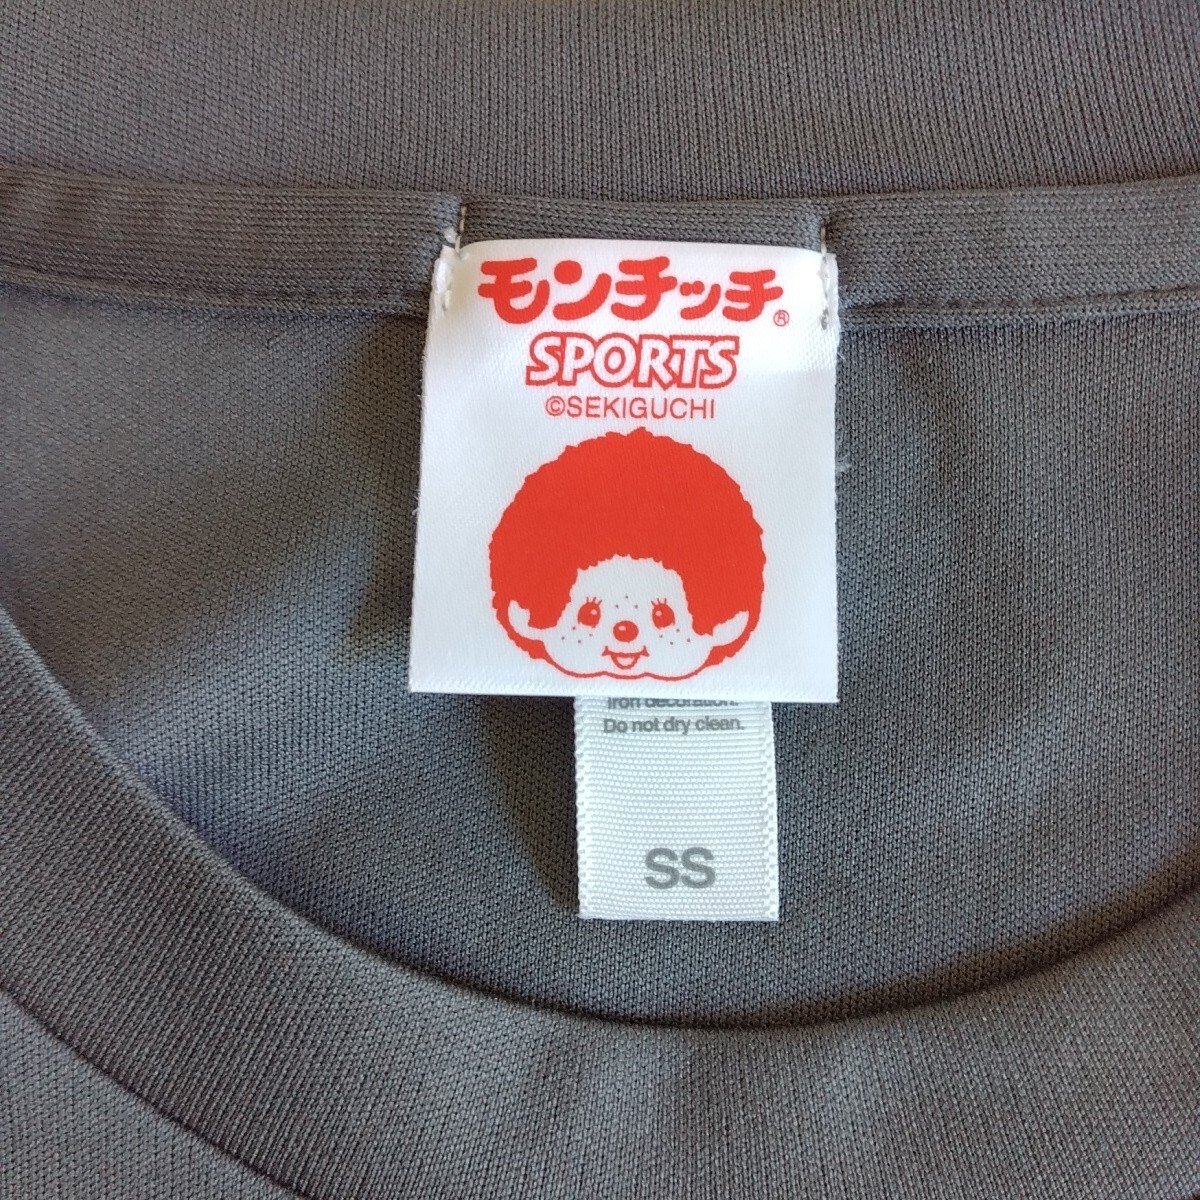 モンチッチ®
SPORTS
©SEKIGUCHI
Iron decoration.
Do not dry clean.
SS